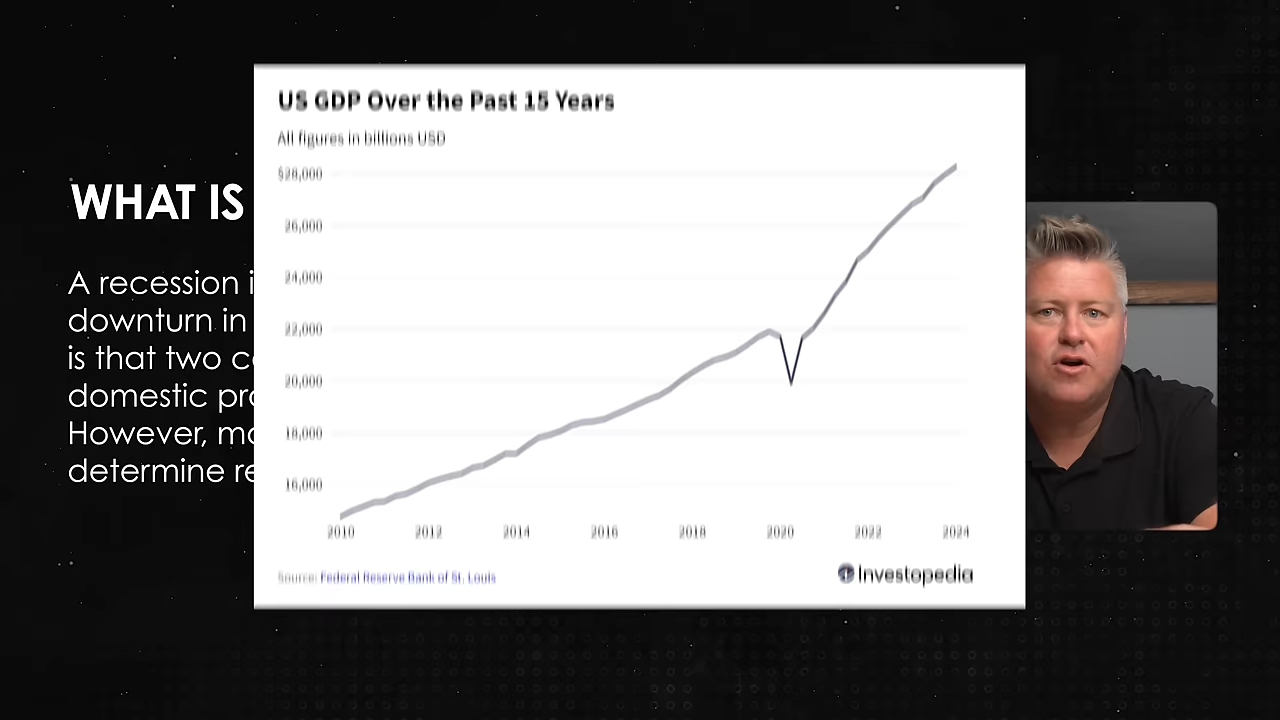 WHAT IS
A recession i
downturn in
is that two c
domestic pro
However, mo
determine re
US GDP Over the Past 15 Years
All figures in billions USD
$28,000
26,000
24,000
22,000
20,000
18,000
16,000
2010 2012 2014 2016 2018 2020 2022 2024
Source: Federal Reserve Bank of St. Louis
Investopedia